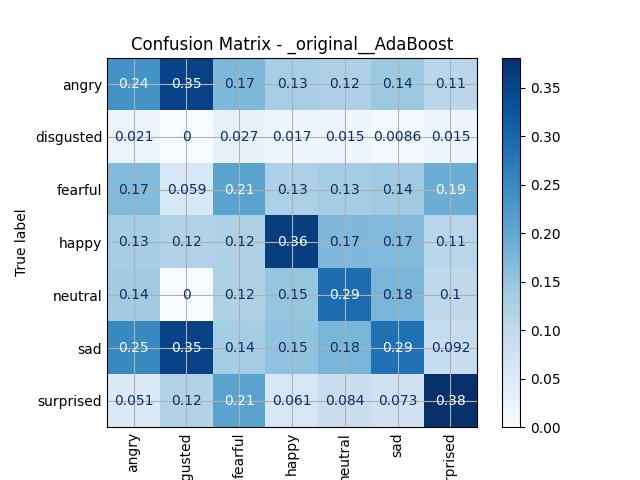 Confusion Matrix - _original__AdaBoost
angry 0.24 0.35 0.17 0.13 0.12 0.14 0.11
disgusted 0.021 0 0.027 0.017 0.015 0.0086 0.015
fearful 0.17 0.059 0.21 0.13 0.13 0.14 0.19
happy 0.13 0.12 0.12 0.36 0.17 0.17 0.11
neutral 0.14 0 0.12 0.15 0.29 0.18 0.1
sad 0.25 0.35 0.14 0.15 0.18 0.29 0.092
surprised 0.051 0.12 0.21 0.061 0.084 0.073 0.38
True label
angry gusted fearful happy neutral sad prised
0.35
0.30
0.25
0.20
0.15
0.10
0.05
0.00